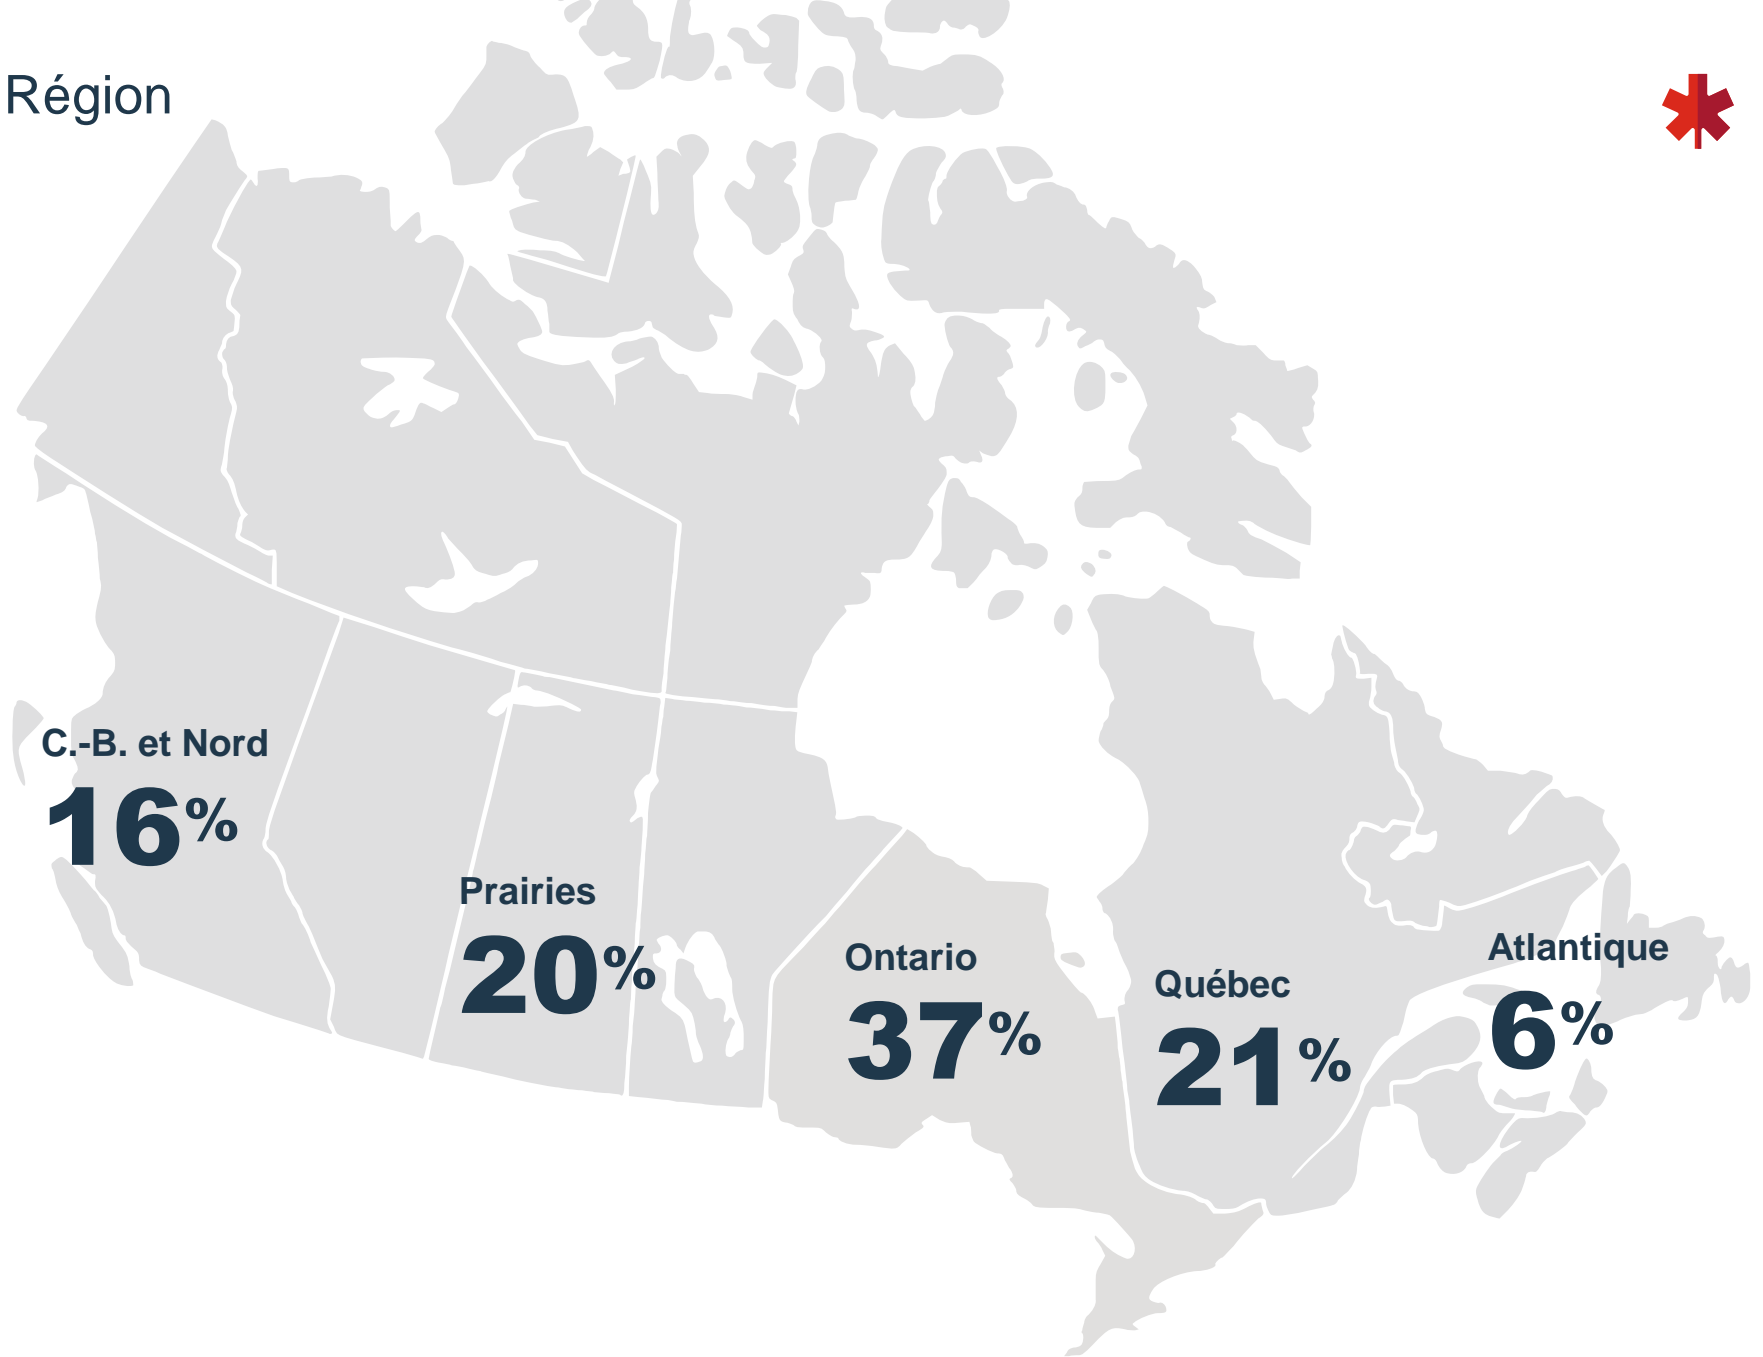 Région
C.-B. et Nord
16%
Prairies
20%
Ontario
37%
Québec
21%
Atlantique
6%